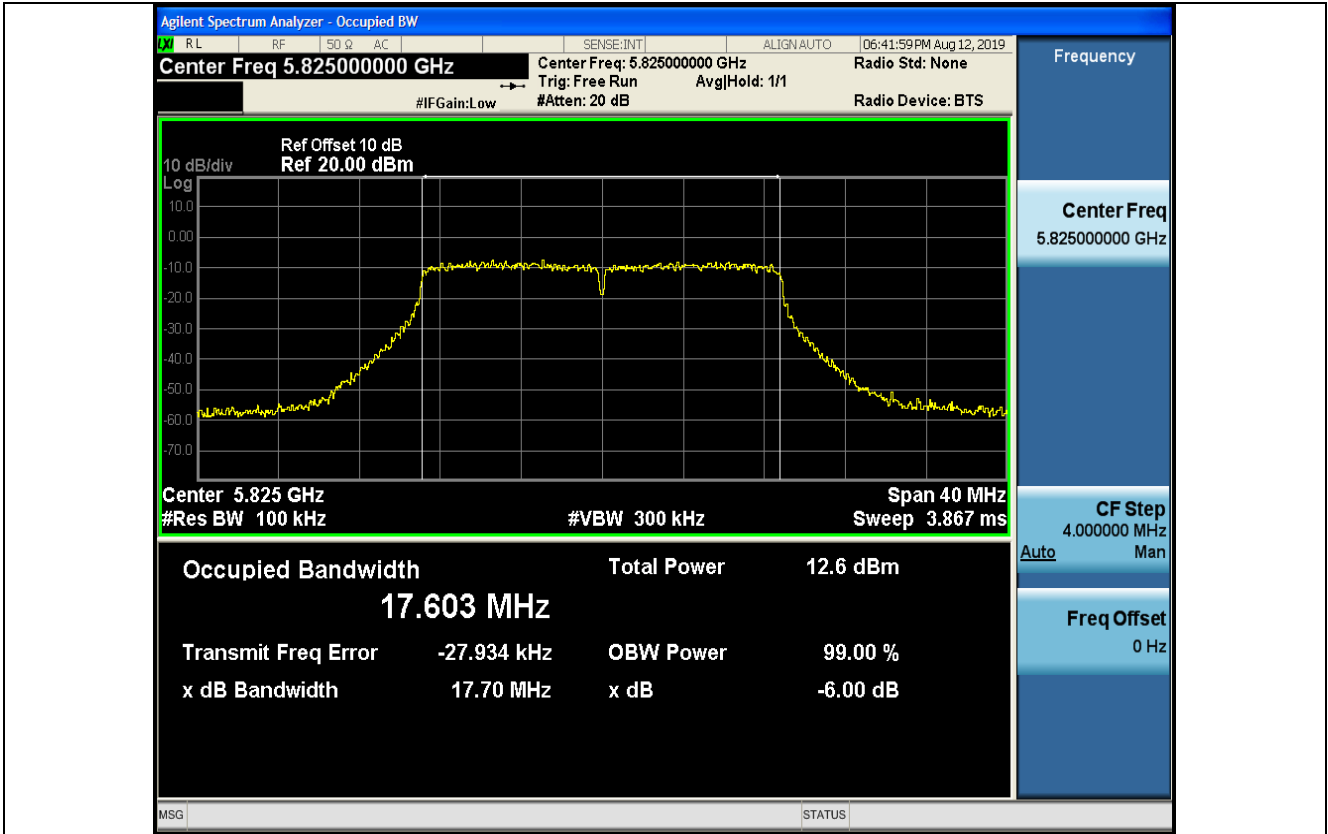 Agilent Spectrum Analyzer - Occupied BW
LXI RL RF 50 Ω AC SENSE:INT ALIGN AUTO 06:41:59 PM Aug 12, 2019
Center Freq 5.825000000 GHz
Center Freq: 5.825000000 GHz
Radio Std: None
Trig: Free Run Avg|Hold: 1/1
#IFGain:Low
#Atten: 20 dB
Radio Device: BTS
Ref Offset 10 dB
10 dB/div Ref 20.00 dBm
Log
10.0
0.00
-10.0
-20.0
-30.0
-40.0
-50.0
-60.0
-70.0
Center 5.825 GHz Span 40 MHz
#Res BW 100 kHz #VBW 300 kHz Sweep 3.867 ms
Occupied Bandwidth Total Power 12.6 dBm
17.603 MHz
Transmit Freq Error -27.934 kHz OBW Power 99.00 %
x dB Bandwidth 17.70 MHz x dB -6.00 dB
MSG STATUS
Frequency
Center Freq
5.825000000 GHz
CF Step
4.000000 MHz
Auto Man
Freq Offset
0 Hz